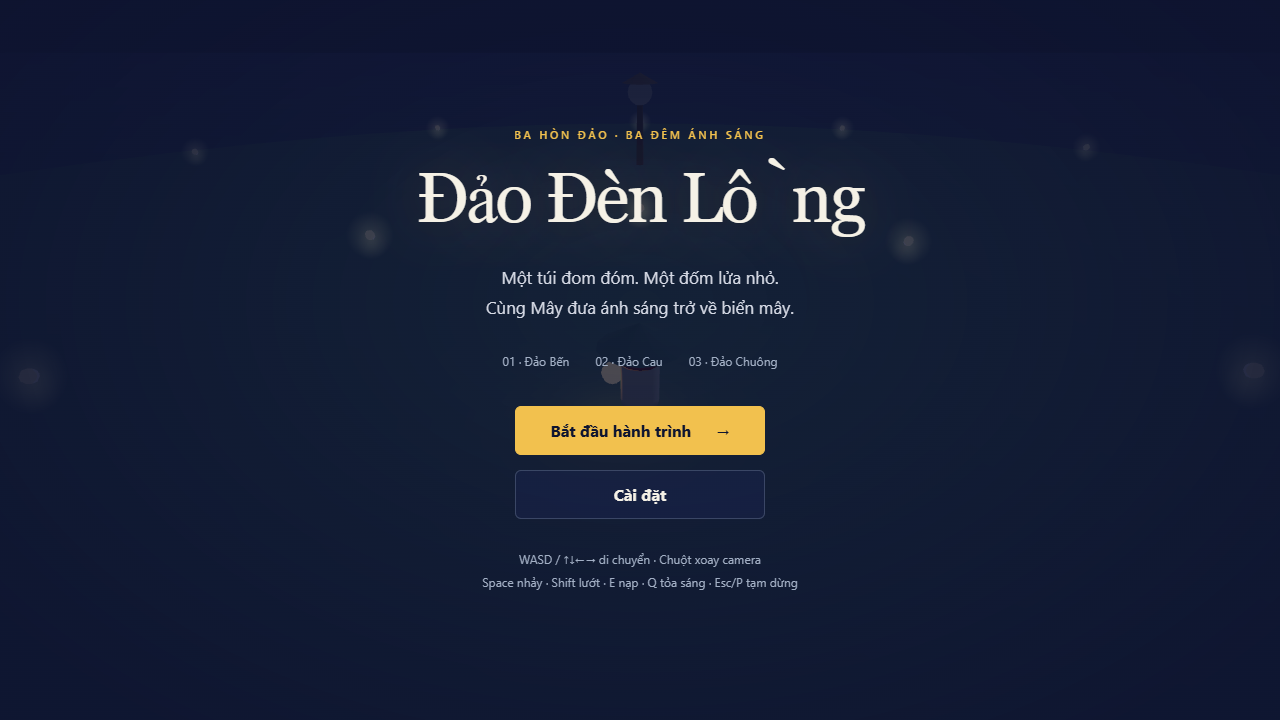 BA HÒN ĐẢO · BA ĐÊM ÁNH SÁNG
Đảo Đèn Lồng
Một túi đom đóm. Một đốm lửa nhỏ.
Cùng Mây đưa ánh sáng trở về biển mây.
01 · Đảo Bến 02 · Đảo Cau 03 · Đảo Chuông
Bắt đầu hành trình →
Cài đặt
WASD / ↑↓←→ di chuyển · Chuột xoay camera
Space nhảy · Shift lướt · E nạp · Q tỏa sáng · Esc/P tạm dừng